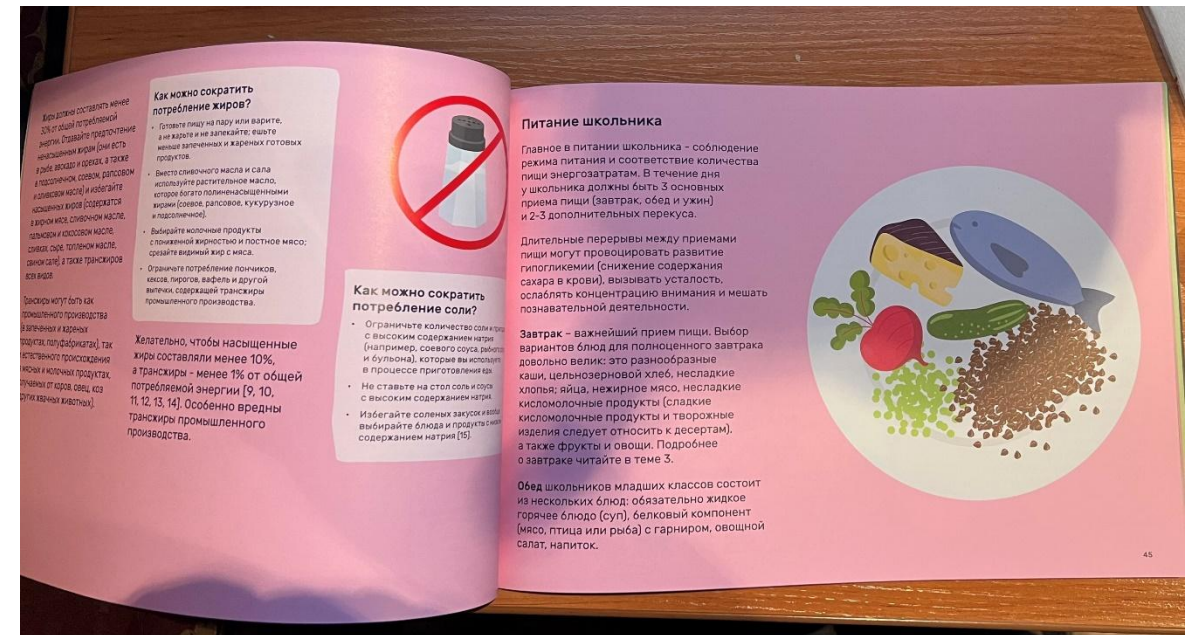 Жиры должны составлять менее
30% от общей потребляемой
энергии. Отдавайте предпочтение
ненасыщенным жирам (они есть
в рыбе, авокадо и орехах, а также
в подсолнечном, соевом, рапсовом
и оливковом масле) и избегайте
насыщенных жиров (содержатся
в жирном мясе, сливочном масле,
пальмовом и кокосовом масле,
сливках, сыре, топленом масле,
свином сале), а также трансжиров
всех видов.
Трансжиры могут быть как
промышленного производства
(в запеченных и жареных
продуктах, полуфабрикатах), так
естественного происхождения
мясных и молочных продуктах,
получаемых от коров, овец, коз
других жвачных животных).
Как можно сократить
потребление жиров?
• Готовьте пищу на пару или варите,
а не жарьте и не запекайте; ешьте
меньше запеченных и жареных готовых
продуктов.
• Вместо сливочного масла и сала
используйте растительное масло,
которое богато полиненасыщенными
жирами (соевое, рапсовое, кукурузное
и подсолнечное).
• Выбирайте молочные продукты
с пониженной жирностью и постное мясо;
срезайте видимый жир с мяса.
• Ограничьте потребление пончиков,
кексов, пирогов, вафель и другой
выпечки, содержащей трансжиры
промышленного производства.
Желательно, чтобы насыщенные
жиры составляли менее 10%,
а трансжиры - менее 1% от общей
потребляемой энергии [9, 10,
11, 12, 13, 14]. Особенно вредны
трансжиры промышленного
производства.
Как можно сократить
потребление соли?
• Ограничьте количество соли и
с высоким содержанием натрия
(например, соевого соуса,
и бульона), которые вы используете
в процессе приготовления еды.
• Не ставьте на стол соль и соусы
с высоким содержанием натрия.
• Избегайте соленых закусок и
выбирайте блюда и продукты с
содержанием натрия [15].
Питание школьника
Главное в питании школьника - соблюдение
режима питания и соответствие количества
пищи энергозатратам. В течение дня
у школьника должны быть 3 основных
приема пищи (завтрак, обед и ужин)
и 2-3 дополнительных перекуса.
Длительные перерывы между приемами
пищи могут провоцировать развитие
гипогликемии (снижение содержания
сахара в крови), вызывать усталость,
ослаблять концентрацию внимания и мешать
познавательной деятельности.
Завтрак – важнейший прием пищи. Выбор
вариантов блюд для полноценного завтрака
довольно велик: это разнообразные
каши, цельнозерновой хлеб, несладкие
хлопья; яйца, нежирное мясо, несладкие
кисломолочные продукты (сладкие
кисломолочные продукты и творожные
изделия следует относить к десертам),
а также фрукты и овощи. Подробнее
о завтраке читайте в теме 3.
Обед школьников младших классов состоит
из нескольких блюд: обязательно жидкое
горячее блюдо (суп), белковый компонент
(мясо, птица или рыба) с гарниром, овощной
салат, напиток.
45